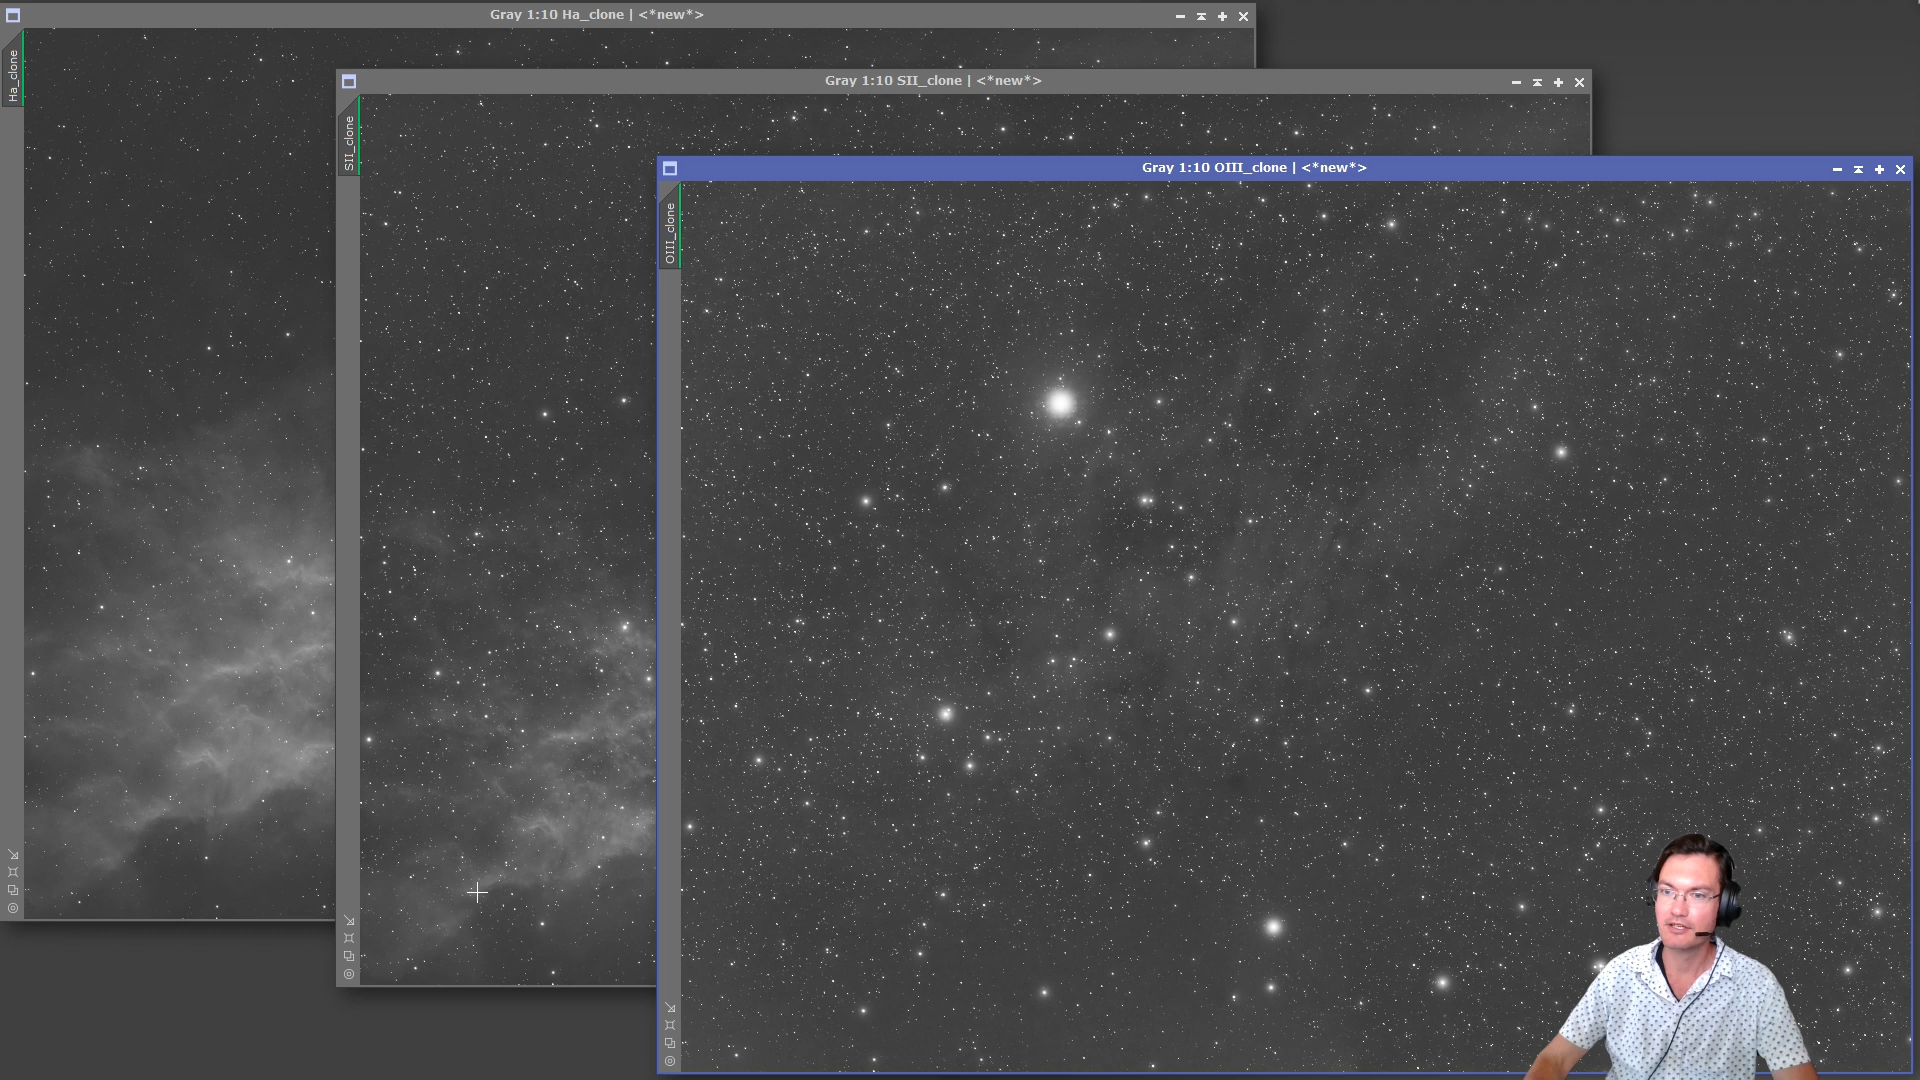 Gray 1:10 Ha_clone | <*new*>
Ha_clone
Gray 1:10 SII_clone | <*new*>
SII_clone
Gray 1:10 OIII_clone | <*new*>
OIII_clone